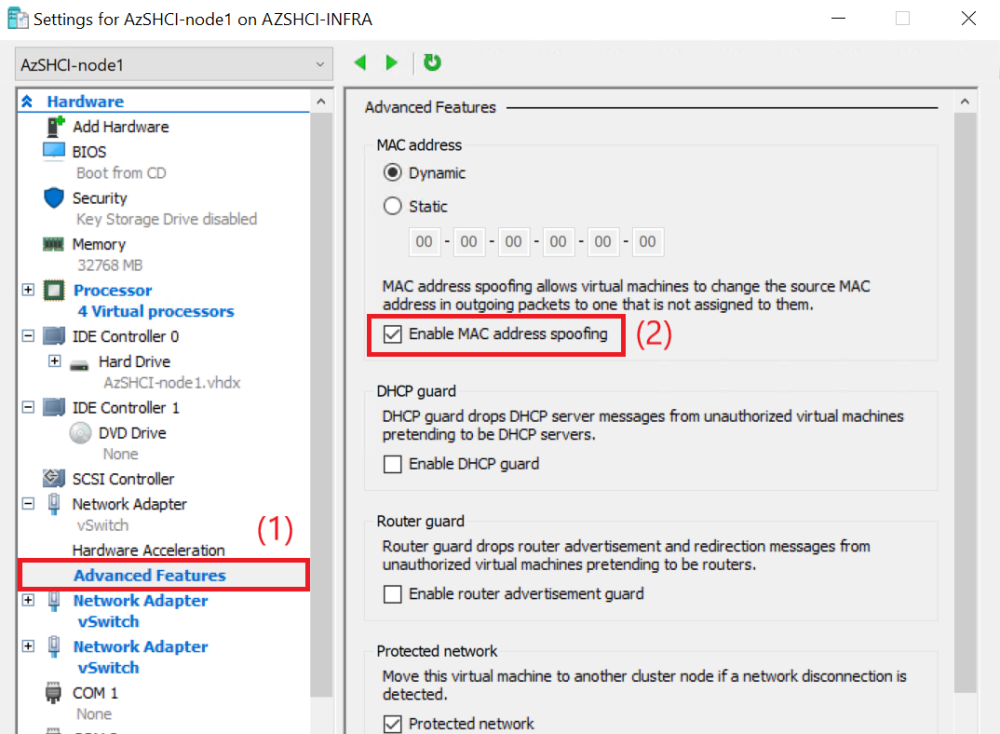 Settings for AzSHCI-node1 on AZSHCI-INFRA
AzSHCI-node1
Hardware
Add Hardware
BIOS
Boot from CD
Security
Key Storage Drive disabled
Memory
32768 MB
Processor
4 Virtual processors
IDE Controller 0
Hard Drive
AzSHCI-node1.vhdx
IDE Controller 1
DVD Drive
None
SCSI Controller
Network Adapter
vSwitch
(1)
Hardware Acceleration
Advanced Features
Network Adapter
vSwitch
Network Adapter
vSwitch
COM 1
None
Advanced Features
MAC address
Dynamic
Static
00 - 00 - 00 - 00 - 00 - 00
MAC address spoofing allows virtual machines to change the source MAC
address in outgoing packets to one that is not assigned to them.
Enable MAC address spoofing (2)
DHCP guard
DHCP guard drops DHCP server messages from unauthorized virtual machines
pretending to be DHCP servers.
Enable DHCP guard
Router guard
Router guard drops router advertisement and redirection messages from
unauthorized virtual machines pretending to be routers.
Enable router advertisement guard
Protected network
Move this virtual machine to another cluster node if a network disconnection is
detected.
Protected network